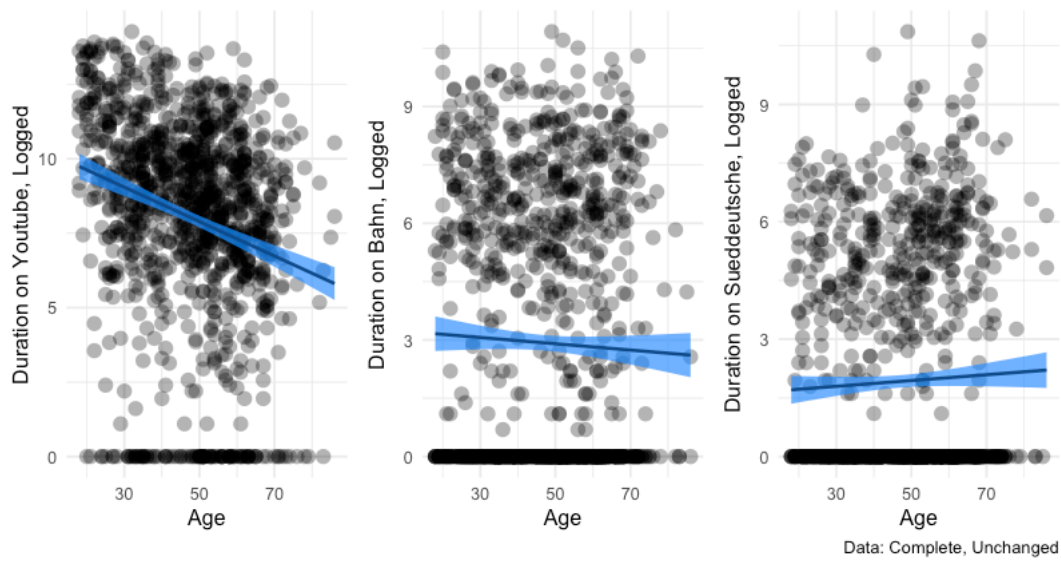 Duration on Youtube, Logged
10
5
0
30 50 70
Age
Duration on Bahn, Logged
9
6
3
0
30 50 70
Age
Duration on Sueddeutsche, Logged
9
6
3
0
30 50 70
Age
Data: Complete, Unchanged